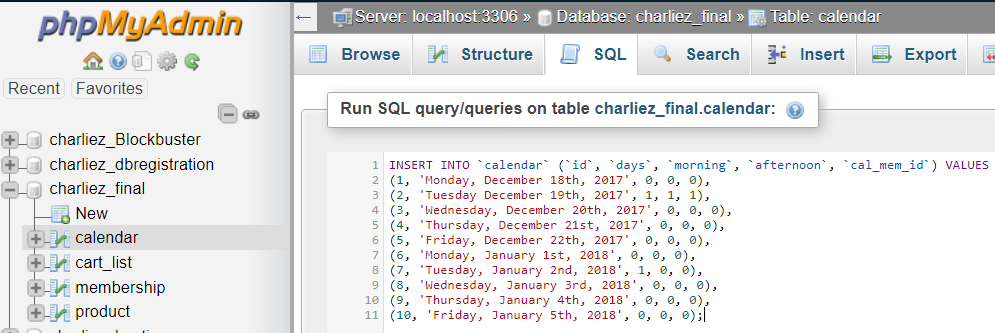 phpMyAdmin
Recent Favorites
charliez_Blockbuster
charliez_dbregistration
charliez_final
New
calendar
cart_list
membership
product
Server: localhost:3306 » Database: charliez_final » Table: calendar
Browse Structure SQL Search Insert Export
Run SQL query/queries on table charliez_final.calendar:
1 INSERT INTO `calendar` (`id`, `days`, `morning`, `afternoon`, `cal_mem_id`) VALUES
2 (1, 'Monday, December 18th, 2017', 0, 0, 0),
3 (2, 'Tuesday December 19th, 2017', 1, 1, 1),
4 (3, 'Wednesday, December 20th, 2017', 0, 0, 0),
5 (4, 'Thursday, December 21st, 2017', 0, 0, 0),
6 (5, 'Friday, December 22th, 2017', 0, 0, 0),
7 (6, 'Monday, January 1st, 2018', 0, 0, 0),
8 (7, 'Tuesday, January 2nd, 2018', 1, 0, 0),
9 (8, 'Wednesday, January 3rd, 2018', 0, 0, 0),
10 (9, 'Thursday, January 4th, 2018', 0, 0, 0),
11 (10, 'Friday, January 5th, 2018', 0, 0, 0);